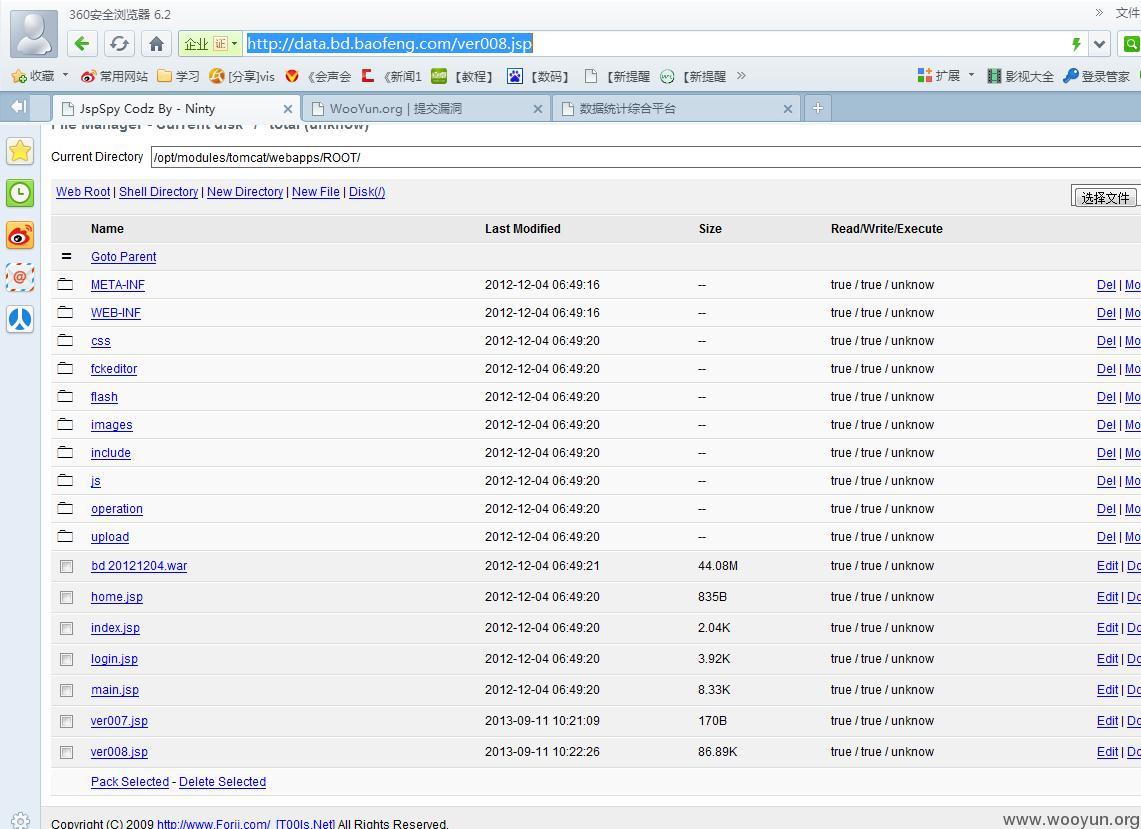 360安全浏览器 6.2
» 文件
企业 证 http://data.bd.baofeng.com/ver008.jsp
收藏 常用网站 学习 [分享]vis 《会声会 《新闻1 【教程】 【数码】 【新提醒 【新提醒 » 扩展 影视大全 登录管家
JspSpy Codz By - Ninty WooYun.org | 提交漏洞 数据统计综合平台
File Manager - Current disk "/" total (unknow)
Current Directory /opt/modules/tomcat/webapps/ROOT/
Web Root | Shell Directory | New Directory | New File | Disk(/) 选择文件
Name Last Modified Size Read/Write/Execute
= Goto Parent
META-INF 2012-12-04 06:49:16 -- true / true / unknow Del | Mo
WEB-INF 2012-12-04 06:49:16 -- true / true / unknow Del | Mo
css 2012-12-04 06:49:20 -- true / true / unknow Del | Mo
fckeditor 2012-12-04 06:49:20 -- true / true / unknow Del | Mo
flash 2012-12-04 06:49:20 -- true / true / unknow Del | Mo
images 2012-12-04 06:49:20 -- true / true / unknow Del | Mo
include 2012-12-04 06:49:20 -- true / true / unknow Del | Mo
js 2012-12-04 06:49:20 -- true / true / unknow Del | Mo
operation 2012-12-04 06:49:20 -- true / true / unknow Del | Mo
upload 2012-12-04 06:49:20 -- true / true / unknow Del | Mo
bd 20121204.war 2012-12-04 06:49:21 44.08M true / true / unknow Edit | Do
home.jsp 2012-12-04 06:49:20 835B true / true / unknow Edit | Do
index.jsp 2012-12-04 06:49:20 2.04K true / true / unknow Edit | Do
login.jsp 2012-12-04 06:49:20 3.92K true / true / unknow Edit | Do
main.jsp 2012-12-04 06:49:20 8.33K true / true / unknow Edit | Do
ver007.jsp 2013-09-11 10:21:09 170B true / true / unknow Edit | Do
ver008.jsp 2013-09-11 10:22:26 86.89K true / true / unknow Edit | Do
Pack Selected - Delete Selected
Copyright (C) 2009 http://www.Forjj.com/ [T00ls.Net] All Rights Reserved.
www.wooyun.org